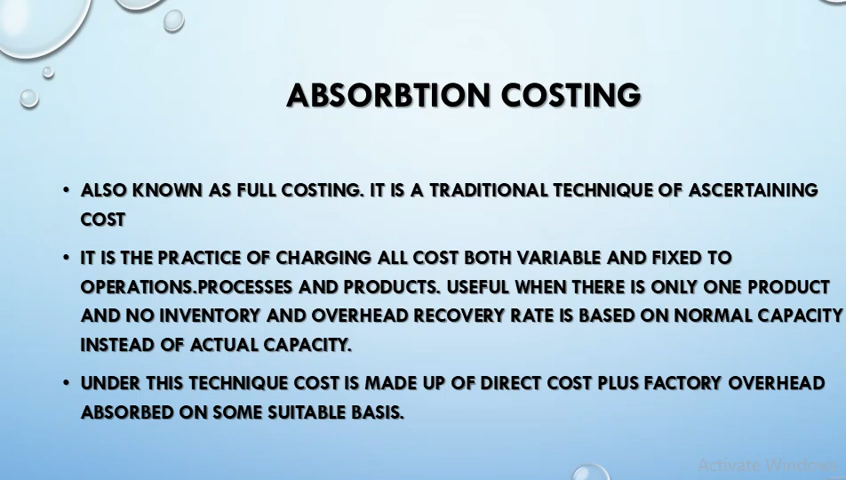 ABSORBTION COSTING
• ALSO KNOWN AS FULL COSTING. IT IS A TRADITIONAL TECHNIQUE OF ASCERTAINING
COST
• IT IS THE PRACTICE OF CHARGING ALL COST BOTH VARIABLE AND FIXED TO
OPERATIONS.PROCESSES AND PRODUCTS. USEFUL WHEN THERE IS ONLY ONE PRODUCT
AND NO INVENTORY AND OVERHEAD RECOVERY RATE IS BASED ON NORMAL CAPACITY
INSTEAD OF ACTUAL CAPACITY.
• UNDER THIS TECHNIQUE COST IS MADE UP OF DIRECT COST PLUS FACTORY OVERHEAD
ABSORBED ON SOME SUITABLE BASIS.
Activate Windows